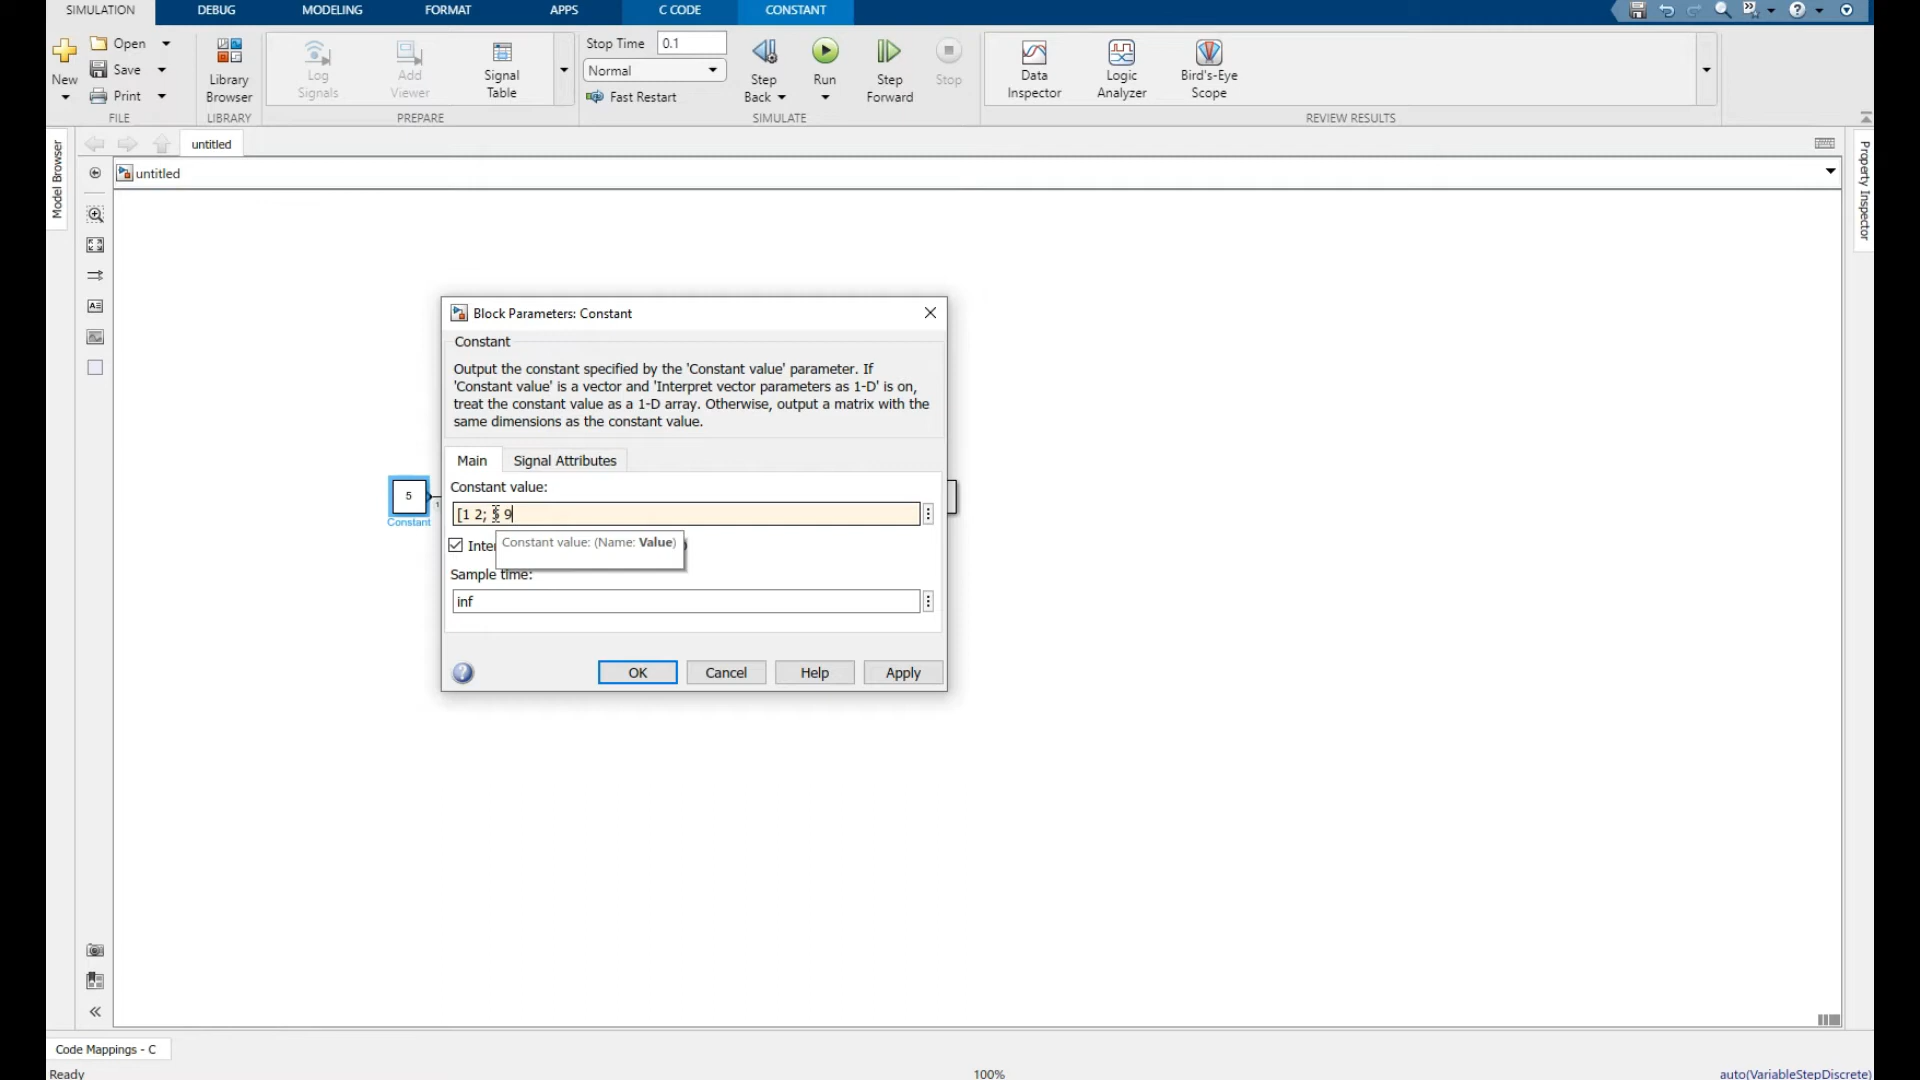 SIMULATION DEBUG MODELING FORMAT APPS C CODE CONSTANT
New
Open
Save
Print
FILE
Library Browser
LIBRARY
Log Signals
Add Viewer
Signal Table
PREPARE
Stop Time 0.1
Normal
Fast Restart
Step Back
Run
Step Forward
Stop
SIMULATE
Data Inspector
Logic Analyzer
Bird's-Eye Scope
REVIEW RESULTS
Model Browser
untitled
untitled
Property Inspector
5
Constant
Block Parameters: Constant
Constant
Output the constant specified by the 'Constant value' parameter. If
'Constant value' is a vector and 'Interpret vector parameters as 1-D' is on,
treat the constant value as a 1-D array. Otherwise, output a matrix with the
same dimensions as the constant value.
Main Signal Attributes
Constant value:
[1 2; 5 9
Constant value: (Name: Value)
Sample time:
inf
OK Cancel Help Apply
Code Mappings - C
Ready 100% auto(VariableStepDiscrete)